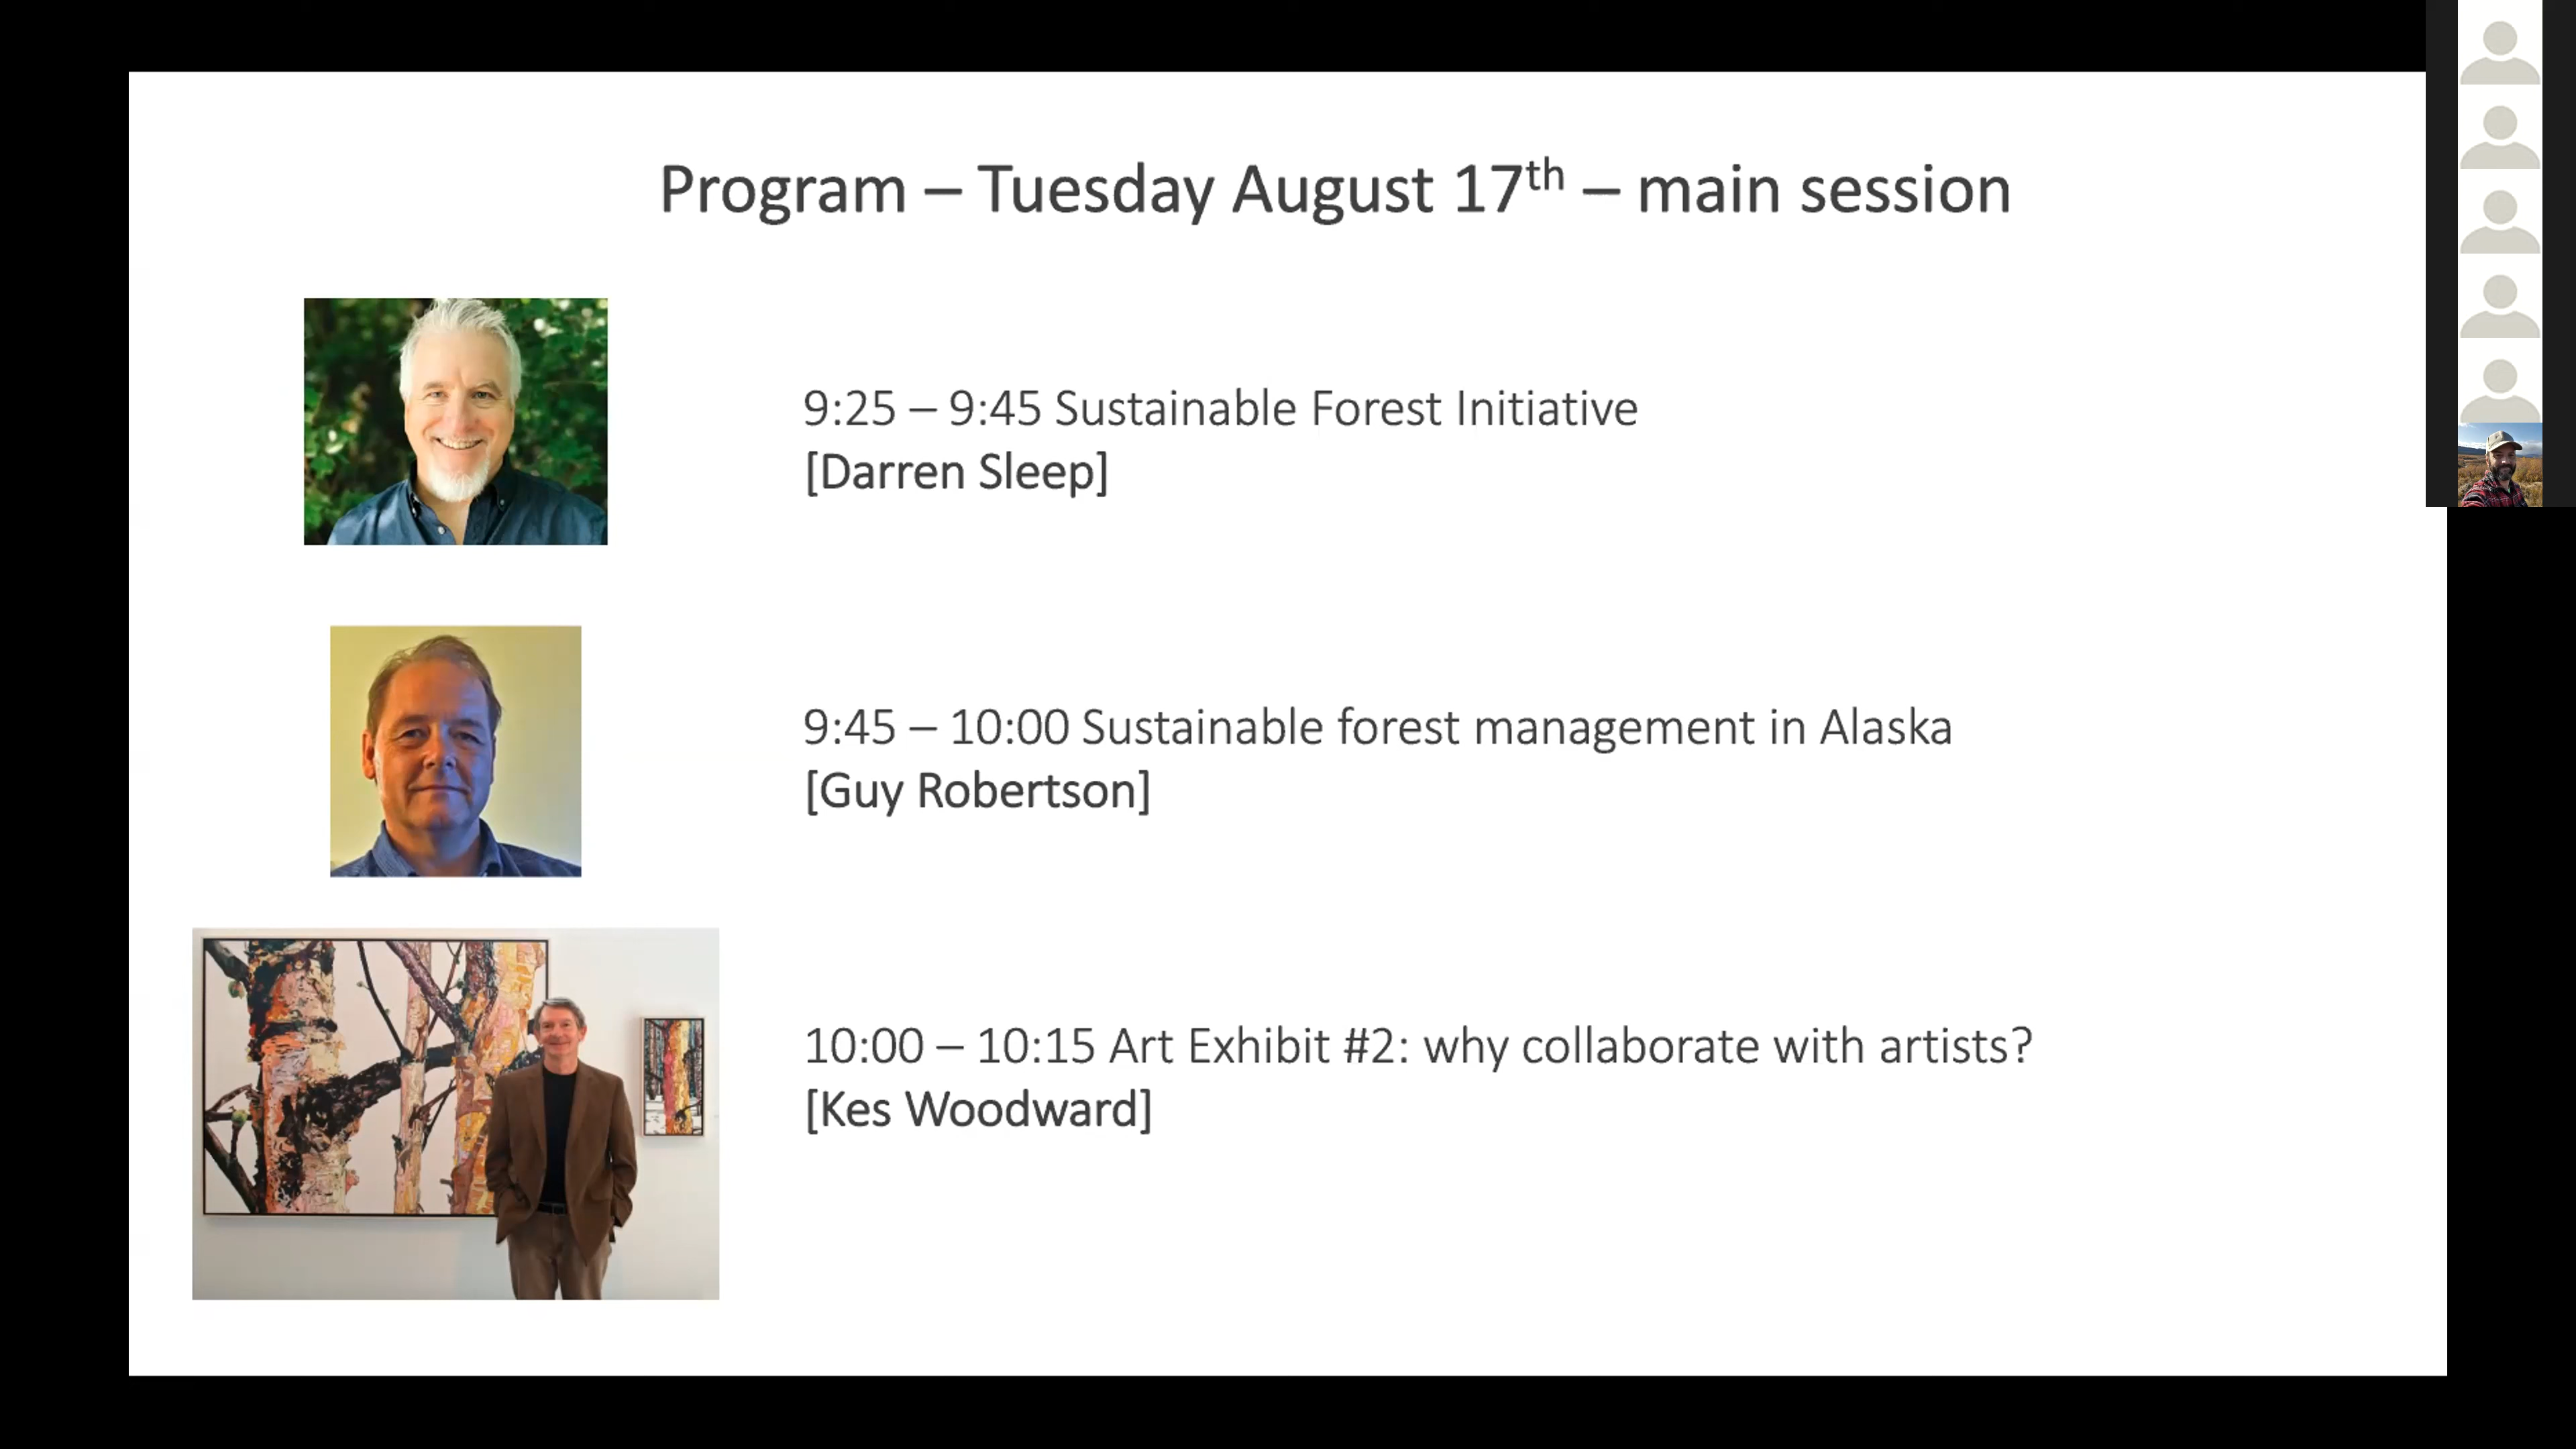 Program – Tuesday August 17th – main session
9:25 – 9:45 Sustainable Forest Initiative
[Darren Sleep]
9:45 – 10:00 Sustainable forest management in Alaska
[Guy Robertson]
10:00 – 10:15 Art Exhibit #2: why collaborate with artists?
[Kes Woodward]